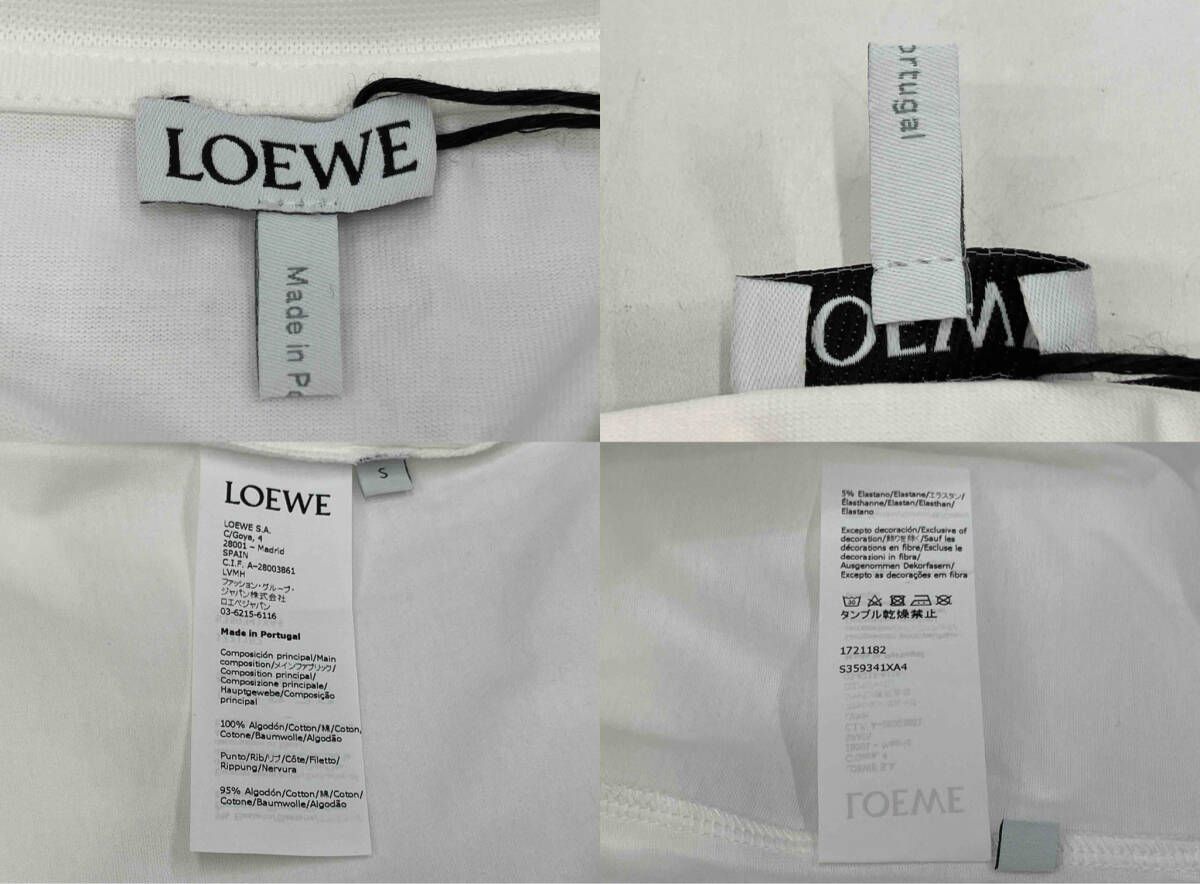 LOEWE
Made in Po
ortugal
OEW
LOEWE
S
LOEWE S.A.
C/Goya, 4
28001 - Madrid
SPAIN
C.I.F. A-28003861
LVMH
ファッション・グループ・
ジャパン株式会社
ロエベジャパン
03-6215-6116
Made in Portugal
Composición principal/Main
composition/メインファブリック/
Composition principal/
Composizione principale/
Hauptgewebe/Composição
principal
100% Algodón/Cotton/綿/Coton,
Cotone/Baumwolle/Algodão
Punto/Rib/リブ/Côte/Filetto/
Rippung/Nervura
95% Algodón/Cotton/綿/Coton/
Cotone/Baumwolle/Algodão
5% Elastano/Elastane/エラスタン/
Élasthanne/Elastan/Elasthan/
Elastano
Excepto decoración/Exclusive of
decoration/飾りを除く/Sauf les
décorations en fibre/Escluse le
decorazioni in fibra/
Ausgenommen Dekorfasern/
Excepto as decorações em fibra
タンブル乾燥禁止
1721182
S359341XA4